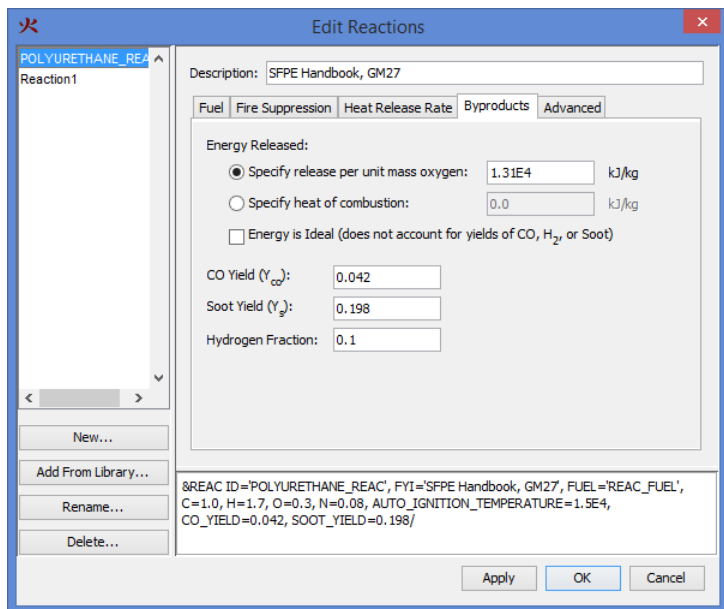 火
Edit Reactions
POLYURETHANE_REA
Reaction1
Description: SFPE Handbook, GM27
Fuel Fire Suppression Heat Release Rate Byproducts Advanced
Energy Released:
Specify release per unit mass oxygen: 1.31E4 kJ/kg
Specify heat of combustion: 0.0 kJ/kg
Energy is Ideal (does not account for yields of CO, H₂, or Soot)
CO Yield (Y_co): 0.042
Soot Yield (Y_s): 0.198
Hydrogen Fraction: 0.1
New...
Add From Library...
Rename...
Delete...
&REAC ID='POLYURETHANE_REAC', FYI='SFPE Handbook, GM27', FUEL='REAC_FUEL',
C=1.0, H=1.7, O=0.3, N=0.08, AUTO_IGNITION_TEMPERATURE=1.5E4,
CO_YIELD=0.042, SOOT_YIELD=0.198/
Apply OK Cancel